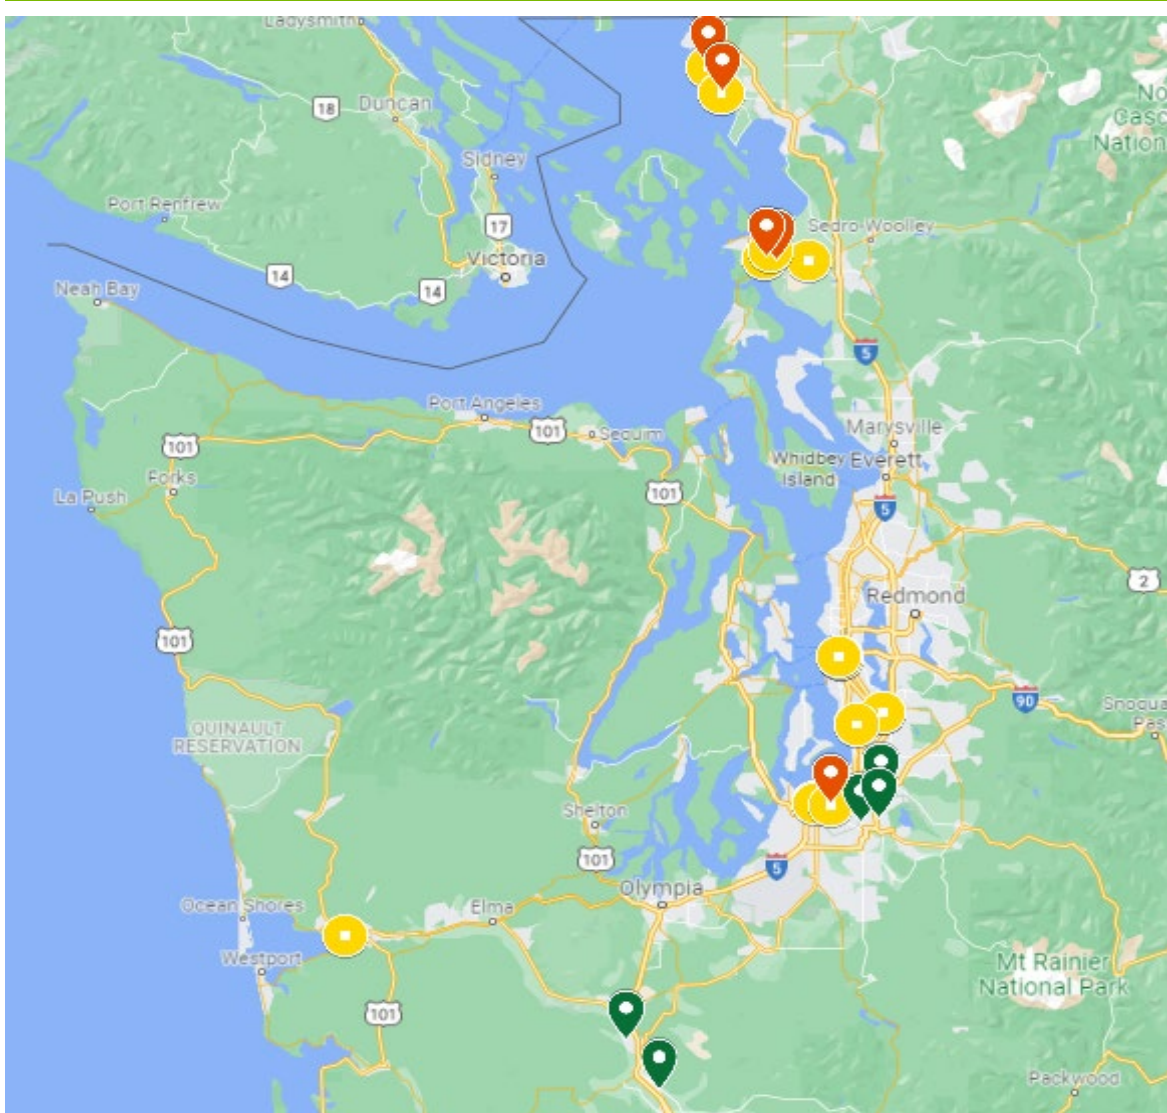 Ladysmith
18
Duncan
Sidney
Port Renfrew
17
Sedro-Woolley
Victoria
14
14
Neah Bay
5
Port Angeles
101
Sequim
Marysville
101
Whidbey
Island
Everett
Forks
101
La Push
5
2
Redmond
101
90
QUINAULT
RESERVATION
Shelton
101
5
Olympia
Ocean Shores
Elma
Westport
Mt Rainier
National Park
101
Packwood